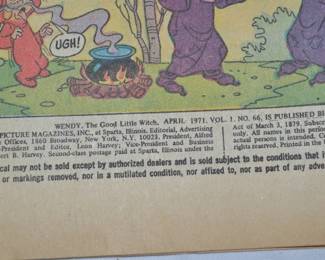 UGH!
WENDY, The Good Little Witch, APRIL 1971, VOL. 1, NO. 66, IS PUBLISHED
PICTURE MAGAZINES, INC., at Sparta, Illinois. Editorial, Advertising
Offices, 1860 Broadway, New York, N.Y. 10023. President, Alfred
-President and Editor, Leon Harvey; Vice-President and Business
ert B. Harvey. Second-class postage paid at Sparta, Illinois under the
Act of March 3, 1879. Subscr
only. All names in this period
actual persons is intended. Co
rights reserved. Printed in the
ical may not be sold except by authorized dealers and is sold subject to the conditions that i
or markings removed, nor in a mutilated condition, nor affixed to, nor as part of any adve